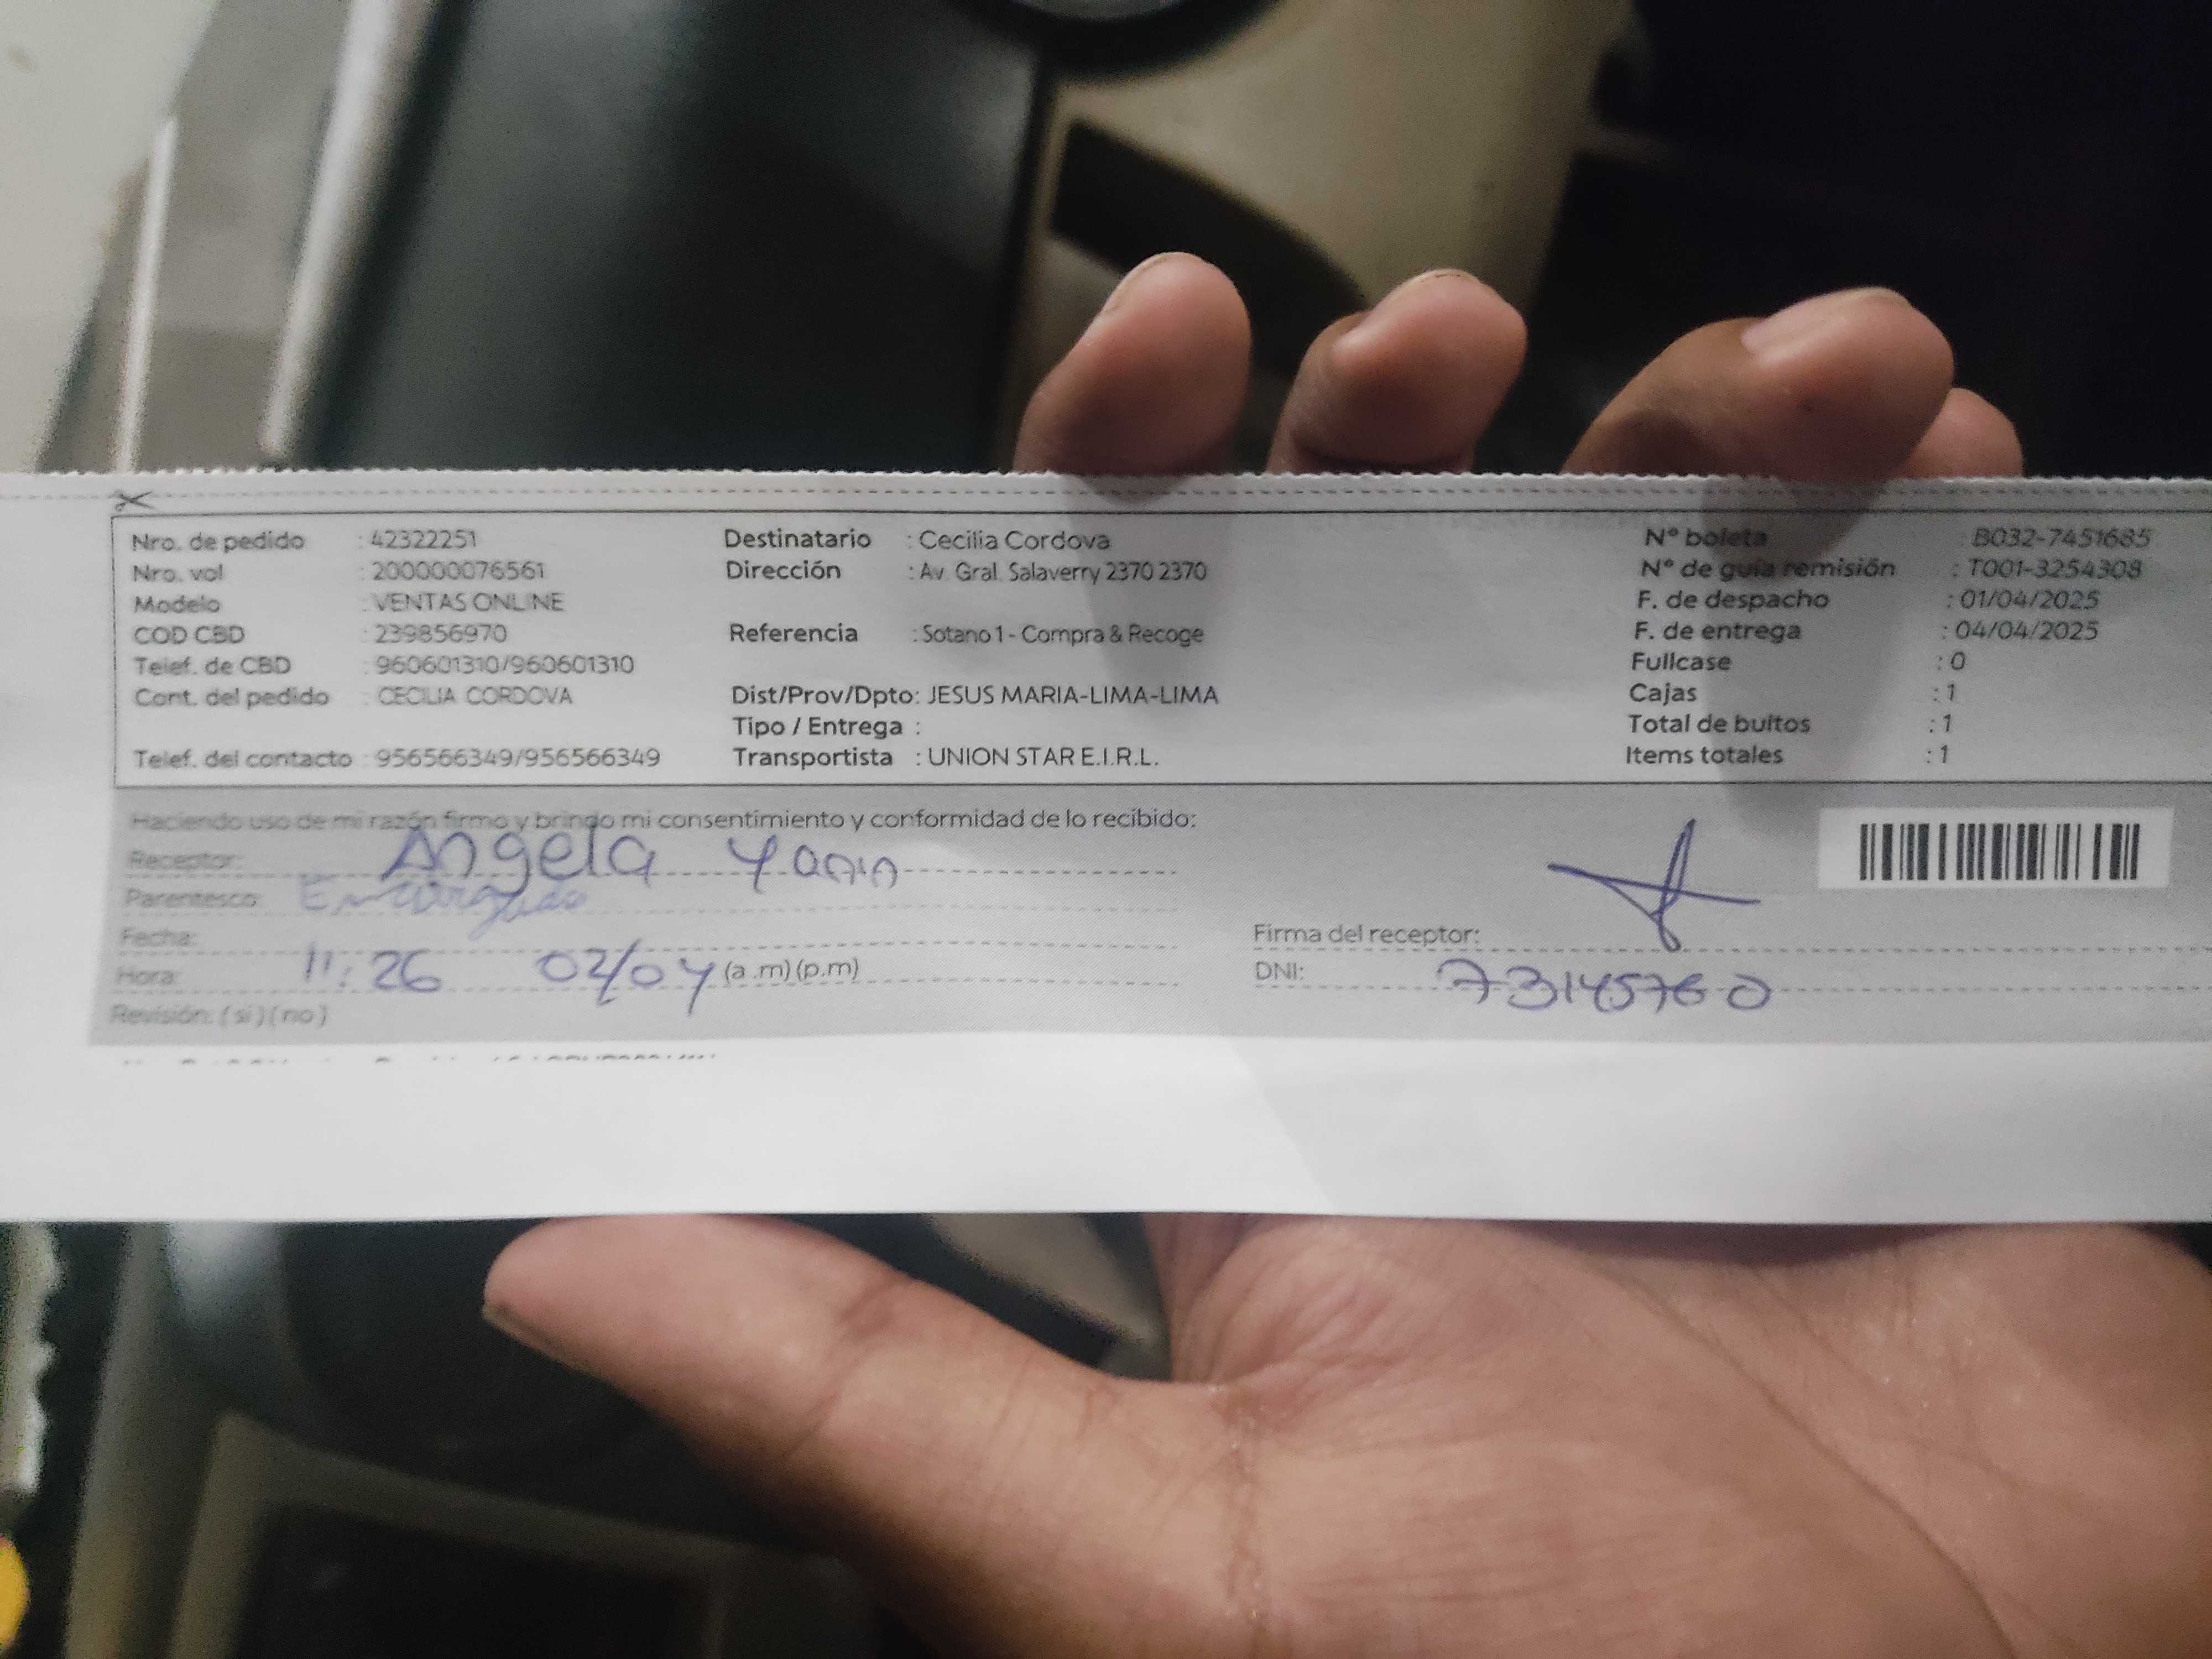 Nro. de pedido : 42322251
Nro. vol : 200000076561
Modelo : VENTAS ONLINE
COD CBD : 239856970
Telef. de CBD : 960601310/960601310
Cont. del pedido : CECILIA CORDOVA
Telef. del contacto : 956566349/956566349
Destinatario : Cecilia Cordova
Dirección : Av. Gral. Salaverry 2370 2370
Referencia : Sotano 1 - Compra & Recoge
Dist/Prov/Dpto: JESUS MARIA-LIMA-LIMA
Tipo / Entrega :
Transportista : UNION STAR E.I.R.L.
Nº boleta : B032-7451685
Nº de guía remisión : T001-3254308
F. de despacho : 01/04/2025
F. de entrega : 04/04/2025
Fullcase : 0
Cajas : 1
Total de bultos : 1
Items totales : 1
Haciendo uso de mi razón firmo y brindo mi consentimiento y conformidad de lo recibido:
Receptor: Angela
Parentesco: Encargado
Fecha:
Hora: 11:26 02/04 (a.m) (p.m)
Revisión: (si) (no)
Firma del receptor:
DNI: 73145760